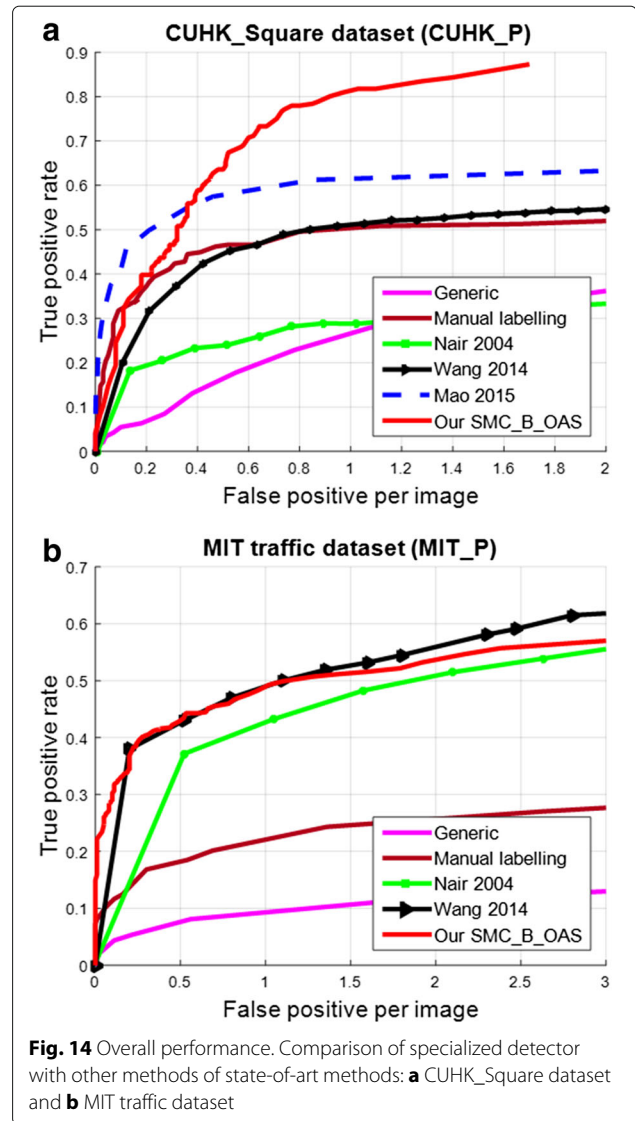 a
CUHK_Square dataset (CUHK_P)
0.9
0.8
0.7
0.6
0.5
0.4
0.3
0.2
0.1
0
True positive rate
Generic
Manual labelling
Nair 2004
Wang 2014
Mao 2015
Our SMC_B_OAS
0 0.2 0.4 0.6 0.8 1 1.2 1.4 1.6 1.8 2
False positive per image
b
MIT traffic dataset (MIT_P)
0.7
0.6
0.5
0.4
0.3
0.2
0.1
0
True positive rate
Generic
Manual labelling
Nair 2004
Wang 2014
Our SMC_B_OAS
0 0.5 1 1.5 2 2.5 3
False positive per image
Fig. 14 Overall performance. Comparison of specialized detector
with other methods of state-of-art methods: a CUHK_Square dataset
and b MIT traffic dataset